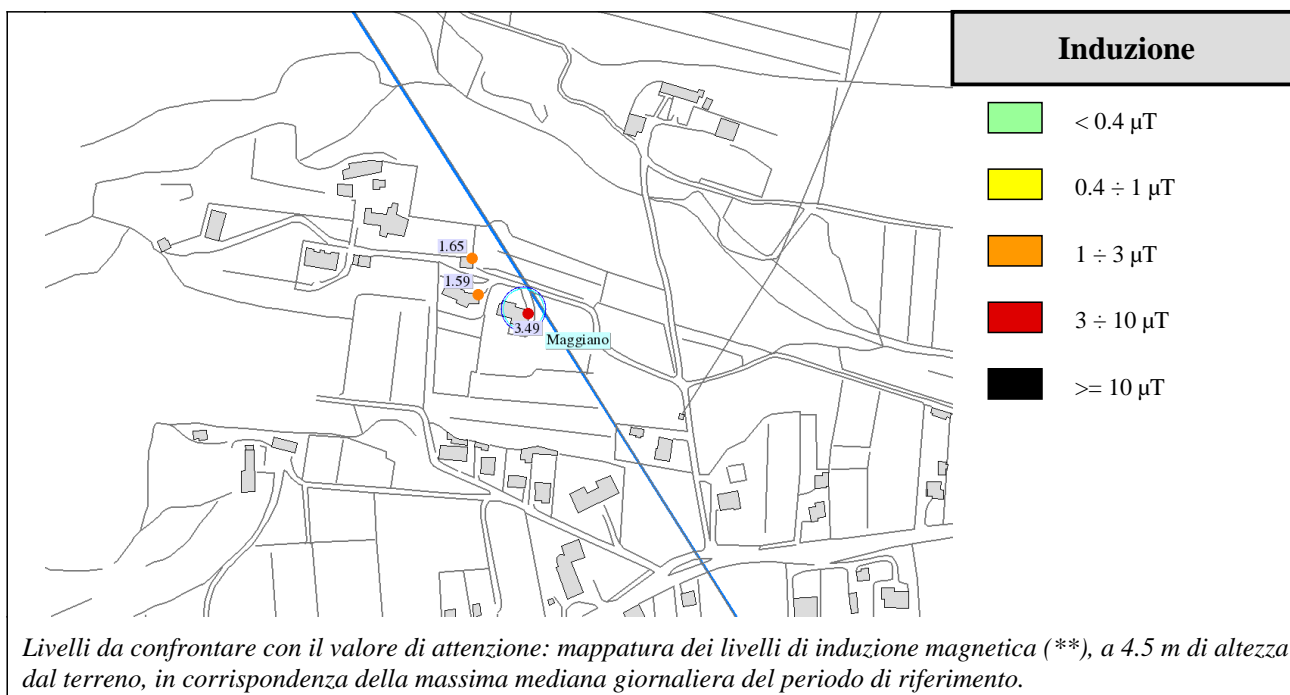 Induzione
< 0.4 µT
0.4 ÷ 1 µT
1 ÷ 3 µT
3 ÷ 10 µT
>= 10 µT
1.65
1.59
3.49
Maggiano
Livelli da confrontare con il valore di attenzione: mappatura dei livelli di induzione magnetica (**), a 4.5 m di altezza
dal terreno, in corrispondenza della massima mediana giornaliera del periodo di riferimento.